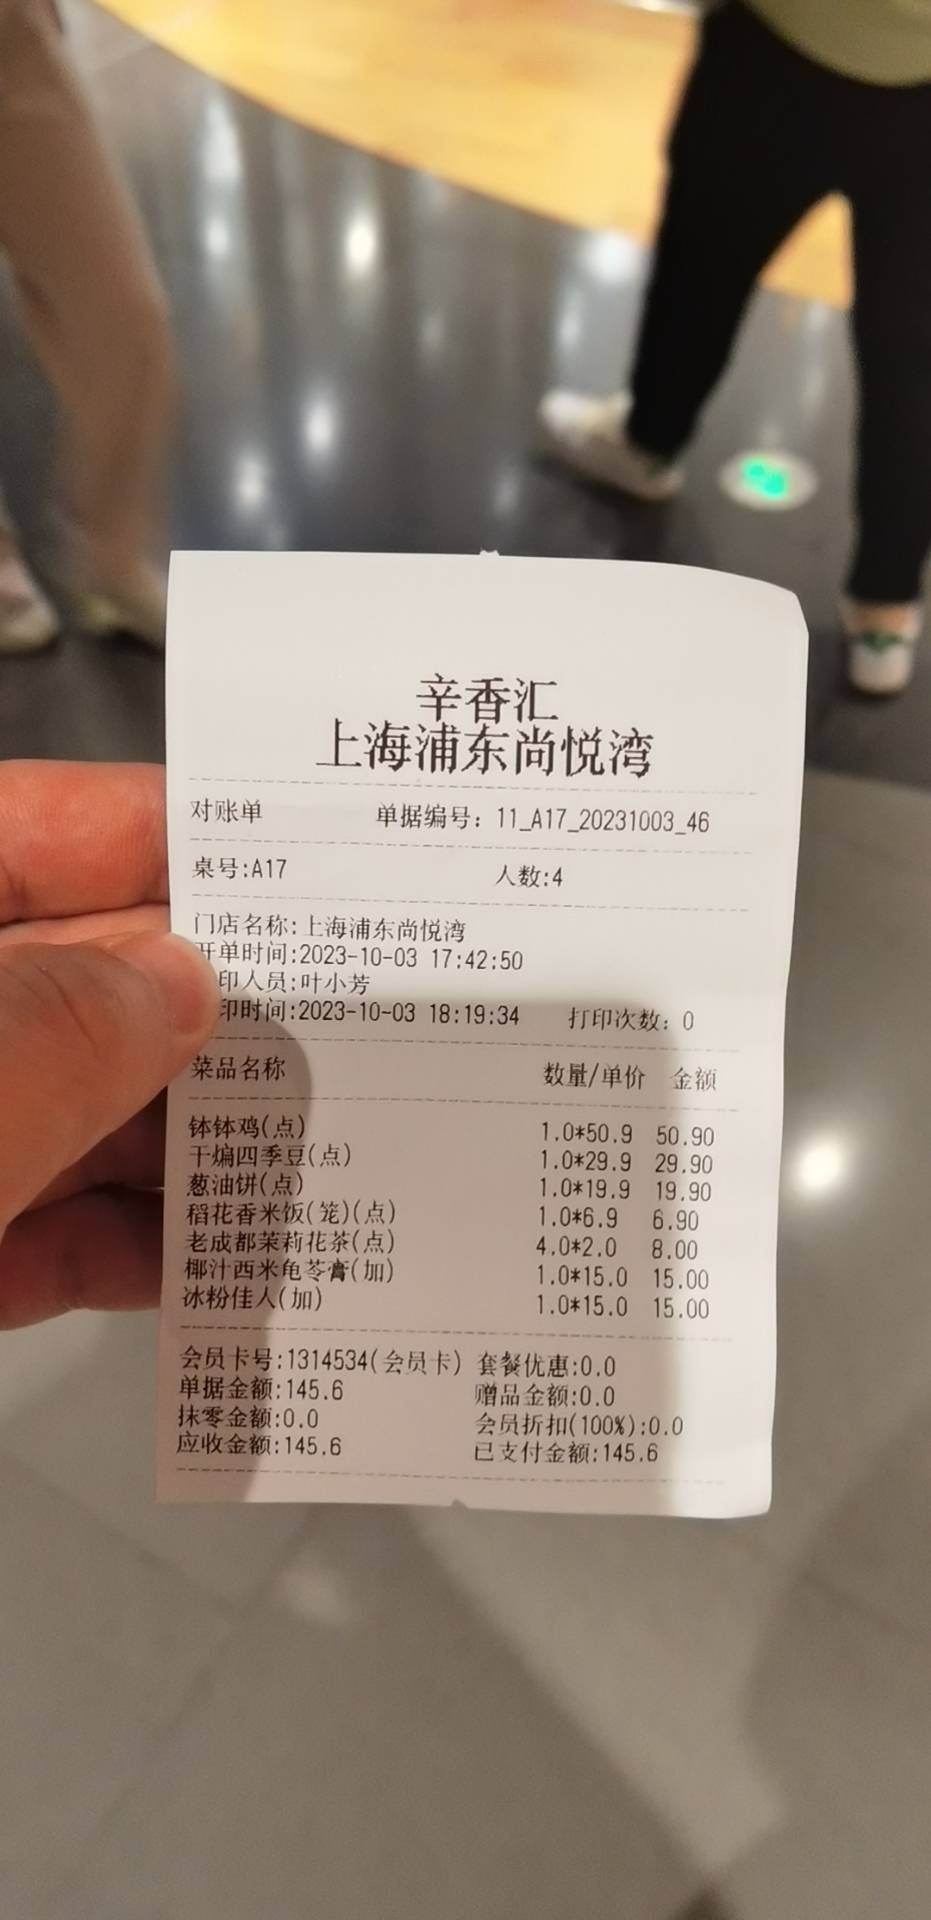 辛香汇
上海浦东尚悦湾
对账单 单据编号: 11_A17_20231003_46
桌号:A17 人数:4
门店名称:上海浦东尚悦湾
开单时间:2023-10-03 17:42:50
印人员:叶小芳
印时间:2023-10-03 18:19:34 打印次数: 0
菜品名称 数量/单价 金额
钵钵鸡(点) 1.0*50.9 50.90
干煸四季豆(点) 1.0*29.9 29.90
葱油饼(点) 1.0*19.9 19.90
稻花香米饭(笼)(点) 1.0*6.9 6.90
老成都茉莉花茶(点) 4.0*2.0 8.00
椰汁西米龟苓膏(加) 1.0*15.0 15.00
冰粉佳人(加) 1.0*15.0 15.00
会员卡号:1314534(会员卡) 套餐优惠:0.0
单据金额:145.6 赠品金额:0.0
抹零金额:0.0 会员折扣(100%):0.0
应收金额:145.6 已支付金额:145.6